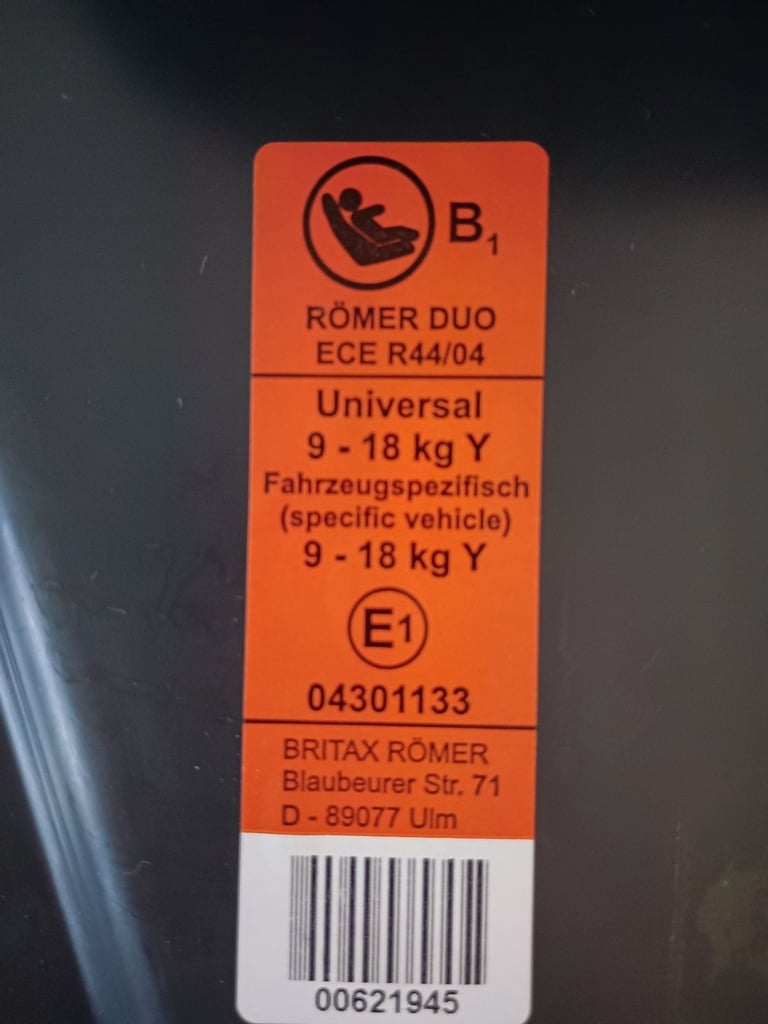 B1
RÖMER DUO
ECE R44/04
Universal
9 - 18 kg Y
Fahrzeugspezifisch
(specific vehicle)
9 - 18 kg Y
E1
04301133
BRITAX RÖMER
Blaubeurer Str. 71
D - 89077 Ulm
00621945